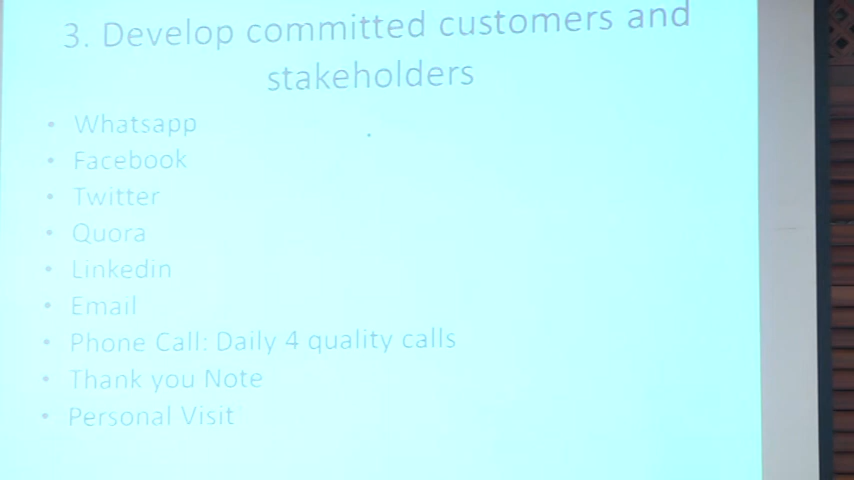 3. Develop committed customers and
stakeholders
• Whatsapp
• Facebook
• Twitter
• Quora
• Linkedin
• Email
• Phone Call: Daily 4 quality calls
• Thank you Note
• Personal Visit